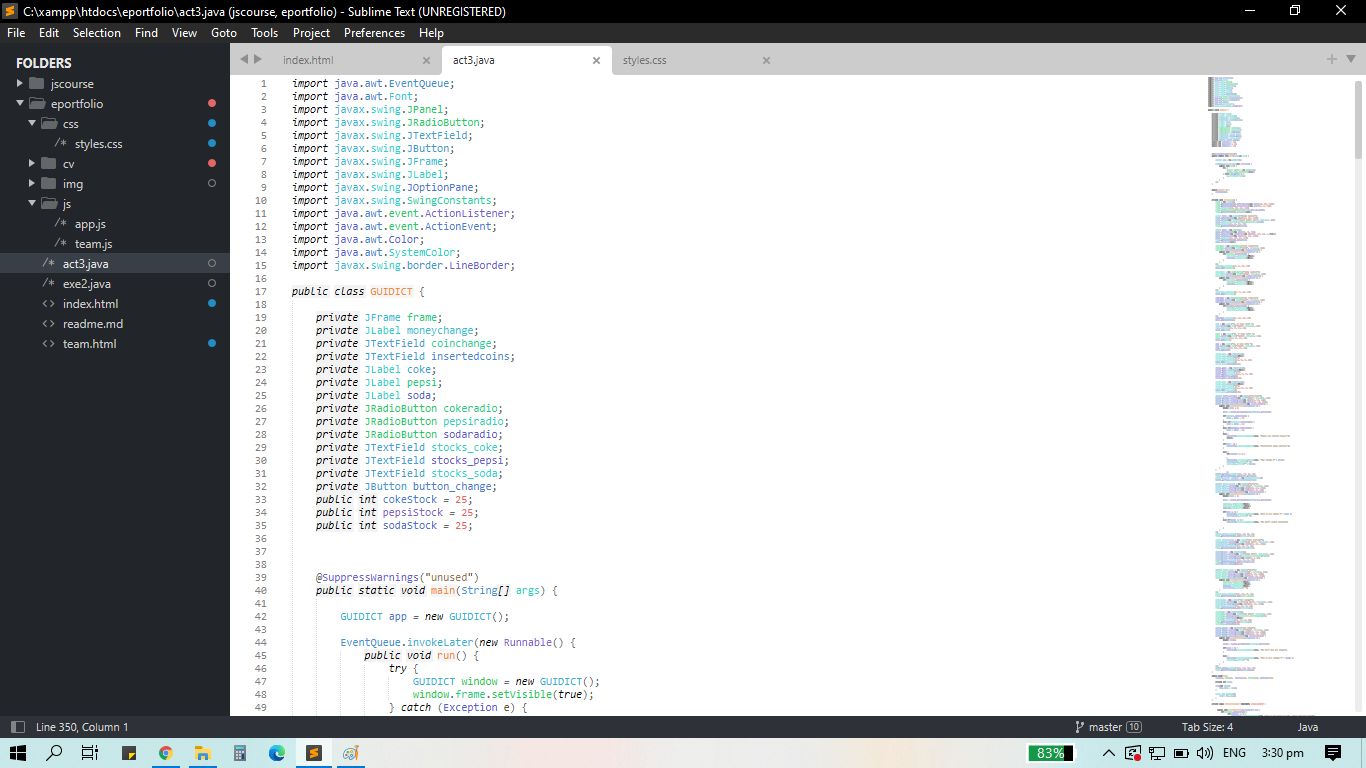 C:\xampp\htdocs\eportfolio\act3.java (jscourse, eportfolio) - Sublime Text (UNREGISTERED)
File Edit Selection Find View Goto Tools Project Preferences Help
FOLDERS
jscourse
eportfolio
css
/* styles.css
cv
img
js
/* app.js
/* team.js
/* act3.java
/* exe2.java
<> index.html
<> readme.md
<> team.html
index.html
act3.java
styles.css
1 import java.awt.EventQueue;
2 import java.awt.Font;
3 import javax.swing.JPanel;
4 import javax.swing.JRadioButton;
5 import javax.swing.JTextField;
6 import javax.swing.JButton;
7 import javax.swing.JFrame;
8 import javax.swing.JLabel;
9 import javax.swing.JOptionPane;
10 import javax.swing.SwingConstants;
11 import java.awt.event.ActionListener;
12 import java.awt.event.ActionEvent;
13 import java.awt.Color;
14 import java.awt.SystemColor;
15 import javax.swing.border.LineBorder;
16
17 public class GUIDICT {
18
19 private JFrame frame;
20 private JLabel moneychange;
21 private JTextField coinchange;
22 private JTextField insertedcoins;
23 private JLabel coke;
24 private JLabel pepsi;
25 private JLabel soda;
26 private JRadioButton cokeradio;
27 private JRadioButton pepsiradio;
28 private JRadioButton sodaradio;
29 private JTextField stocks_coke;
30 private JTextField stocks_pepsi;
31 private JTextField stocks_soda;
32 private JButton button_change;
33 public int cokeStock = 25;
34 public int pepsiStock = 25;
35 public int sodaStock = 25;
36
37
38
39 @SuppressWarnings("unused")
40 public static void main(String[] args) {
41
42 GUIDICT app = new GUIDICT();
43
44 EventQueue.invokeLater(new Runnable() {
45 public void run() {
46 try {
47 GUIDICT window = new GUIDICT();
48 window.frame.setVisible(true);
49 } catch (Exception e) {
Line 350, Column 1
master 10
Tab Size: 4
Java
83%
ENG
3:30 pm